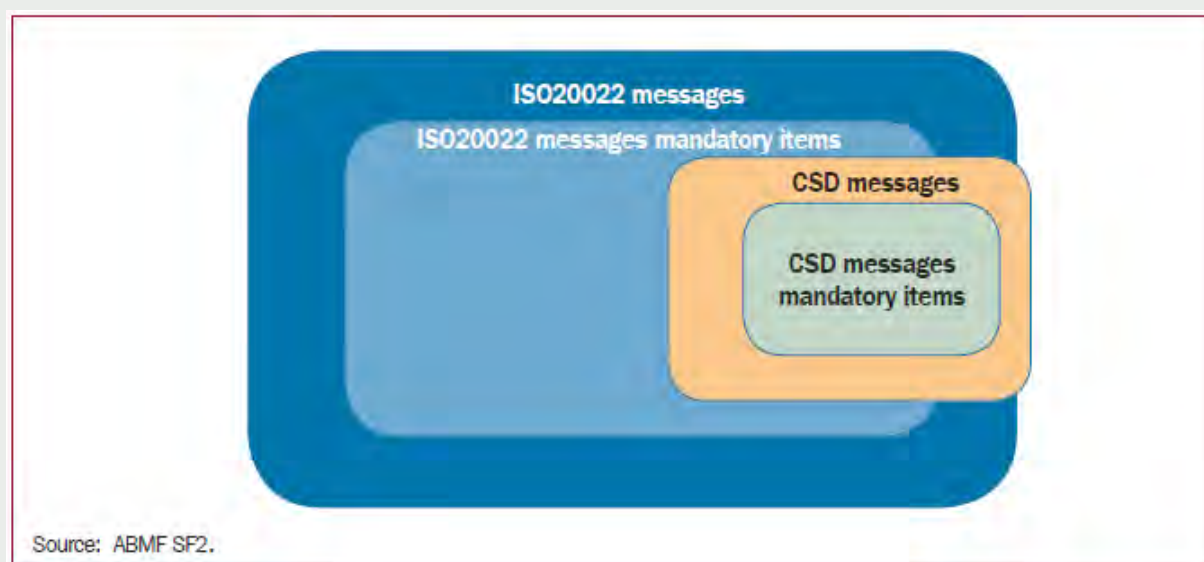 ISO20022 messages
ISO20022 messages mandatory items
CSD messages
CSD messages
mandatory items
Source: ABMF SF2.